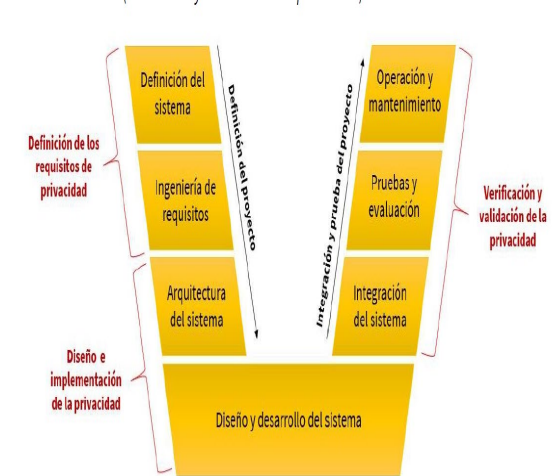 Definición del
sistema
Ingeniería de
requisitos
Arquitectura
del sistema
Diseño y desarrollo del sistema
Integración
del sistema
Pruebas y
evaluación
Operación y
mantenimiento
Definición del proyecto
Integración y prueba del proyecto
Definición de los
requisitos de
privacidad
Diseño e
implementación
de la privacidad
Verificación y
validación de la
privacidad